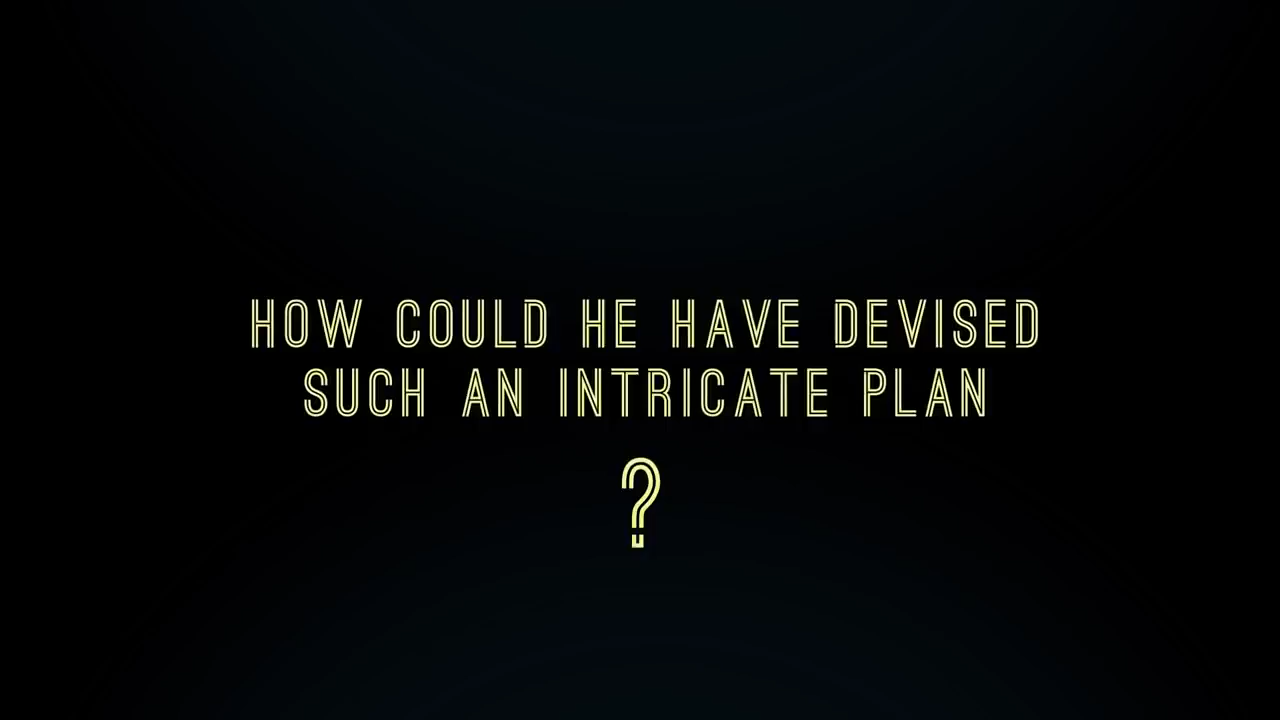 HOW COULD HE HAVE DEVISED
SUCH AN INTRICATE PLAN
?